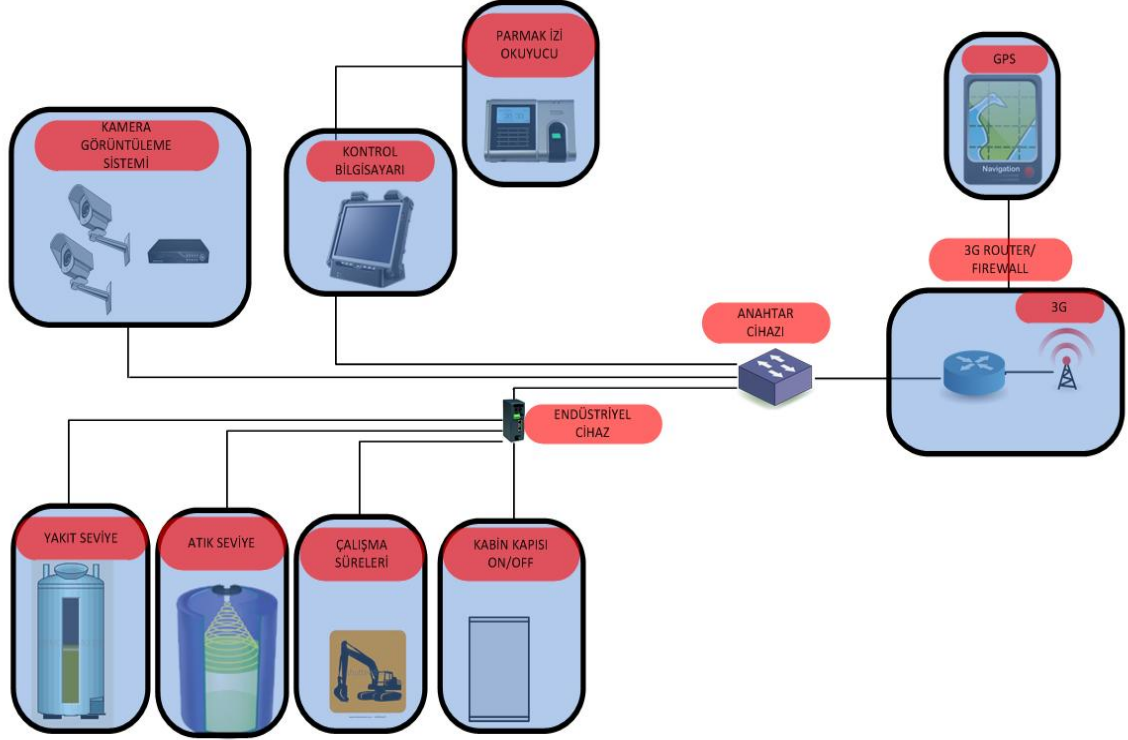 PARMAK İZİ
OKUYUCU
GPS
Navigation
KAMERA
GÖRÜNTÜLEME
SİSTEMİ
KONTROL
BİLGİSAYARI
3G ROUTER/
FIREWALL
3G
ANAHTAR
CİHAZI
ENDÜSTRİYEL
CİHAZ
YAKIT SEVİYE
ATIK SEVİYE
ÇALIŞMA
SÜRELERİ
KABİN KAPISI
ON/OFF